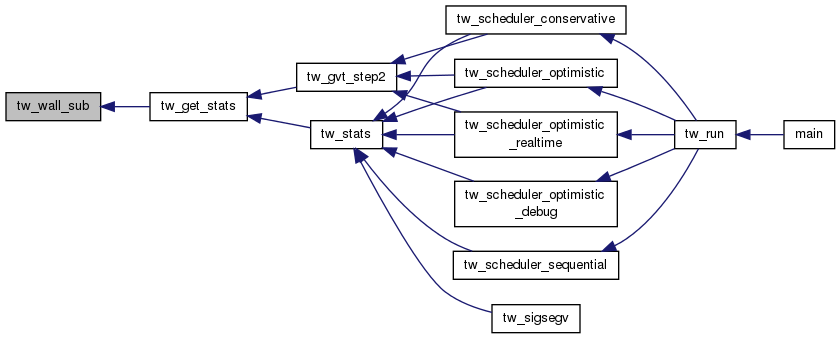 tw_wall_sub
tw_get_stats
tw_gvt_step2
tw_stats
tw_scheduler_conservative
tw_scheduler_optimistic
tw_scheduler_optimistic
_realtime
tw_scheduler_optimistic
_debug
tw_scheduler_sequential
tw_sigsegv
tw_run
main